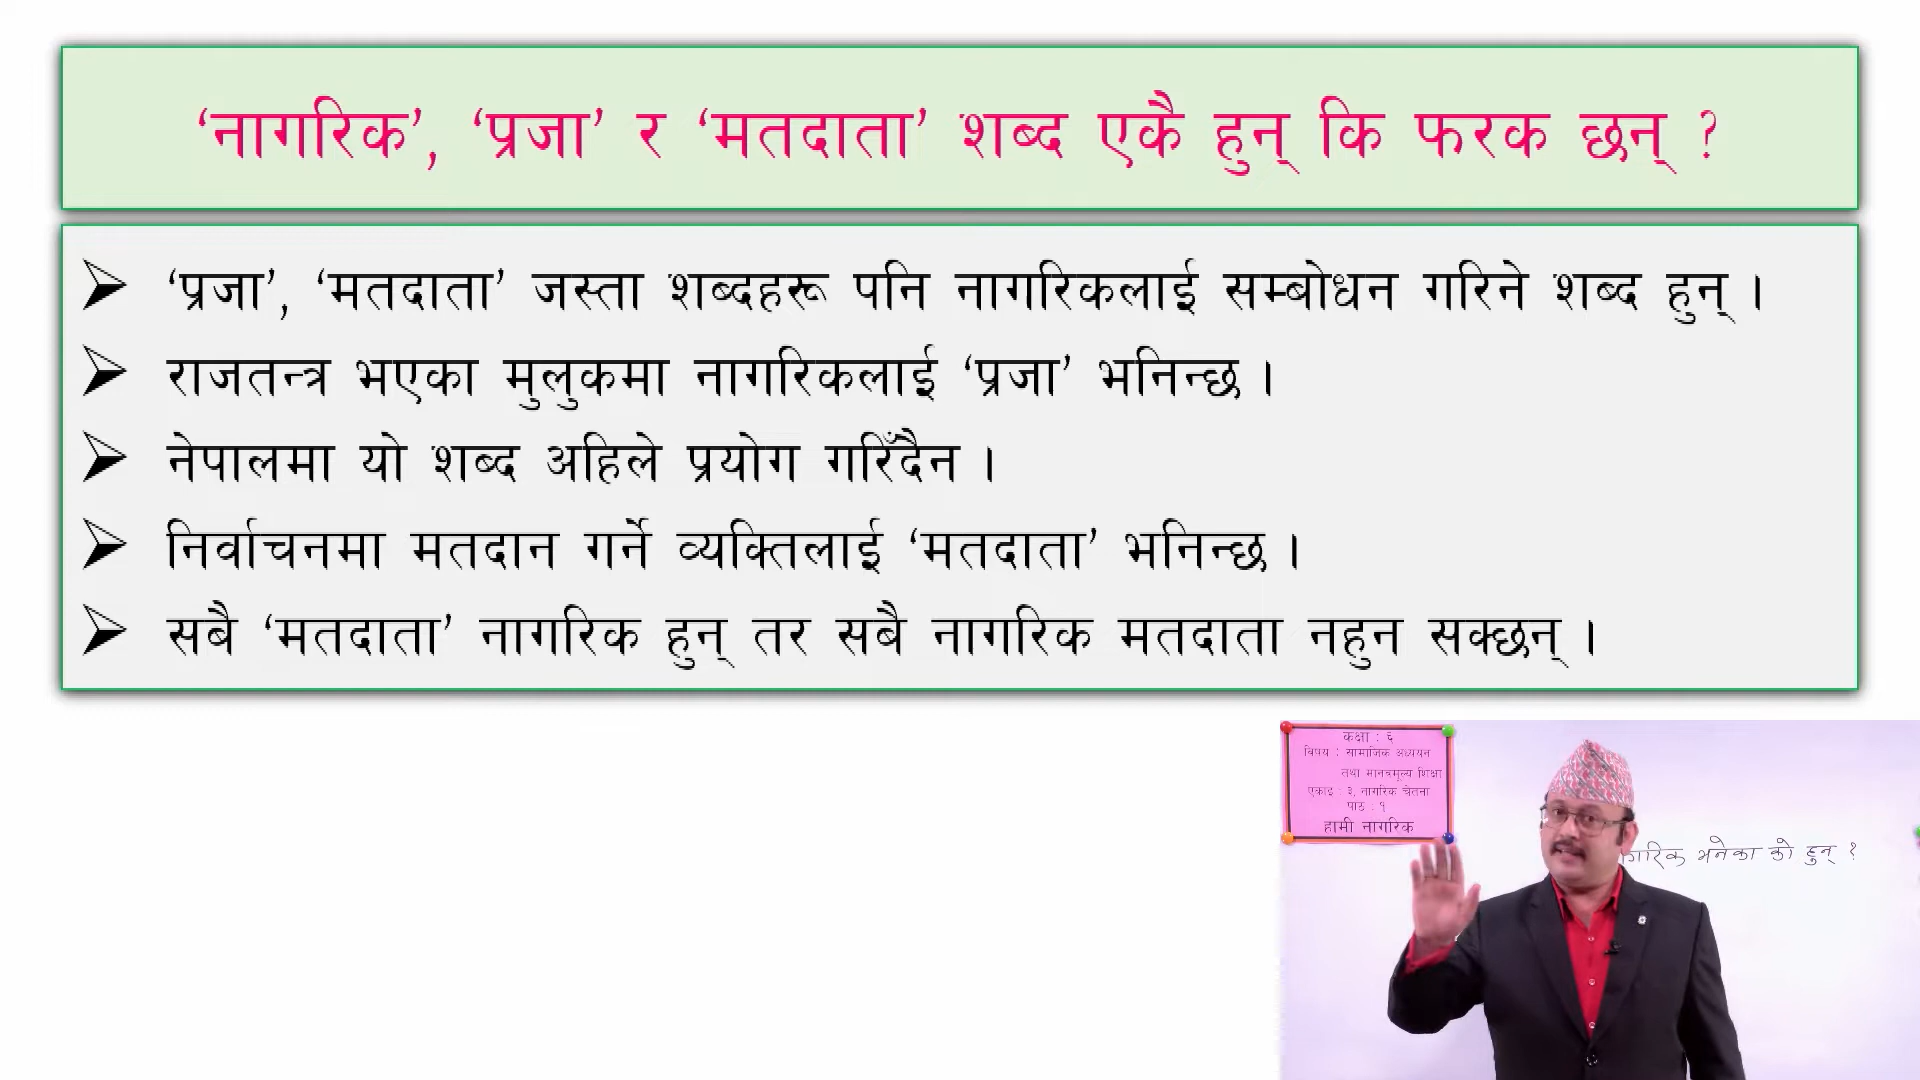 ‘नागरिक’, ‘प्रजा’ र ‘मतदाता’ शब्द एकै हुन् कि फरक छन् ?
‘प्रजा’, ‘मतदाता’ जस्ता शब्दहरू पनि नागरिकलाई सम्बोधन गरिने शब्द हुन् ।
राजतन्त्र भएका मुलुकमा नागरिकलाई ‘प्रजा’ भनिन्छ ।
नेपालमा यो शब्द अहिले प्रयोग गरिँदैन ।
निर्वाचनमा मतदान गर्ने व्यक्तिलाई ‘मतदाता’ भनिन्छ ।
सबै ‘मतदाता’ नागरिक हुन् तर सबै नागरिक मतदाता नहुन सक्छन् ।
कक्षा : ६
विषय : सामाजिक अध्ययन
तथा मानवमूल्य शिक्षा
एकाइ : ३, नागरिक चेतना
पाठ : १
हामी नागरिक
भनेका को हुन् ?